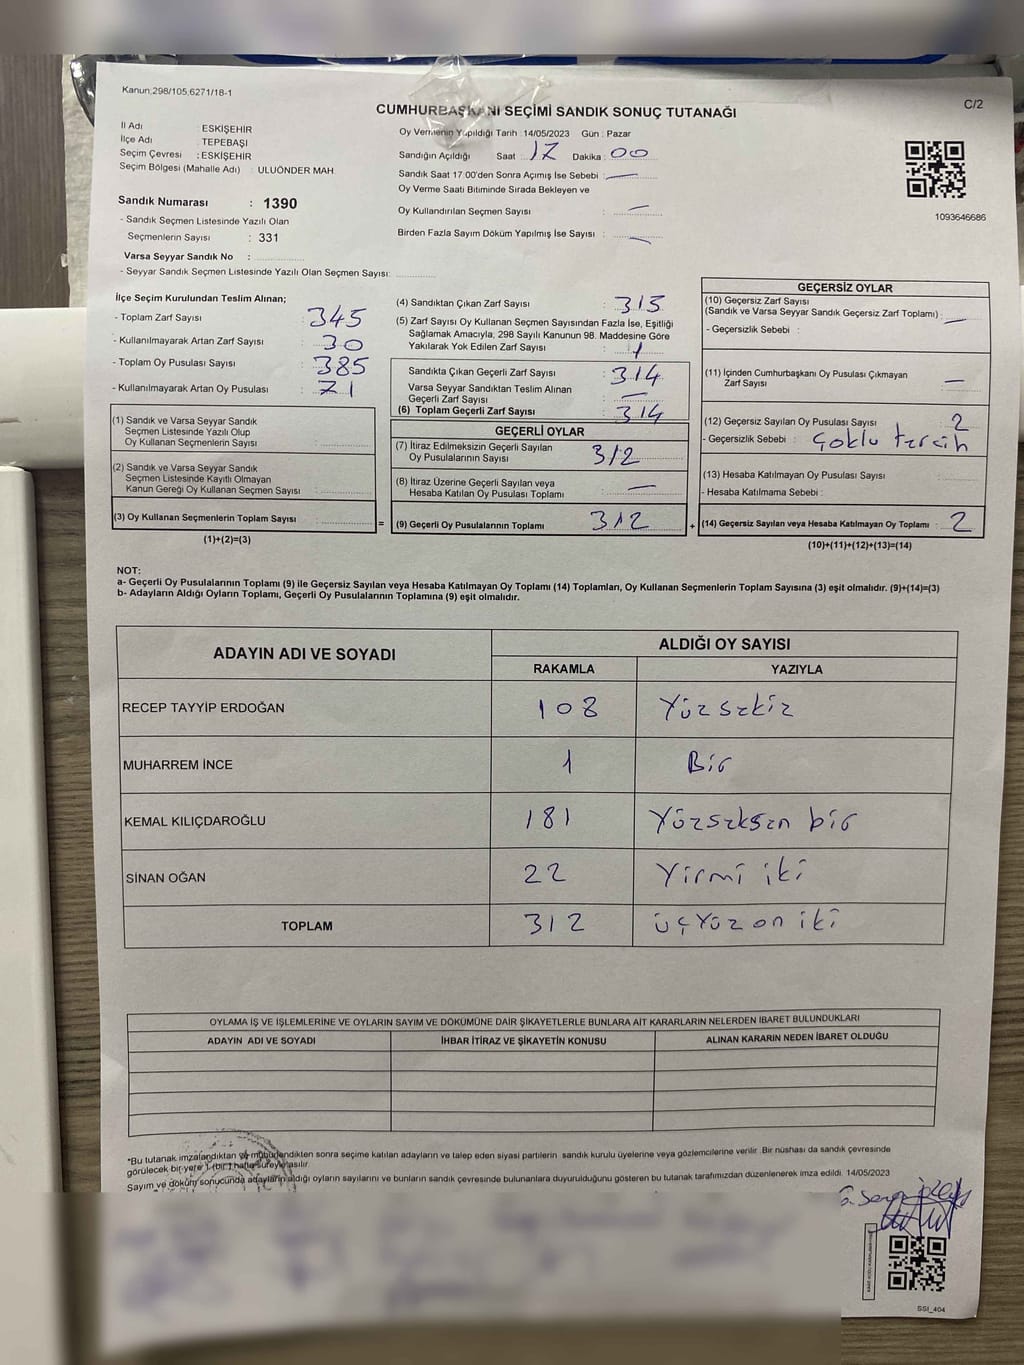 Kanun:298/105,6271/18-1
C/2
CUMHURBAŞKANI SEÇİMİ SANDIK SONUÇ TUTANAĞI
İl Adı : ESKİŞEHİR
İlçe Adı : TEPEBAŞI
Seçim Çevresi : ESKİŞEHİR
Seçim Bölgesi (Mahalle Adı) : ULUÖNDER MAH
Sandık Numarası : 1390
- Sandık Seçmen Listesinde Yazılı Olan
Seçmenlerin Sayısı : 331
Varsa Seyyar Sandık No :
- Seyyar Sandık Seçmen Listesinde Yazılı Olan Seçmen Sayısı:
Oy Vermenin Yapıldığı Tarih : 14/05/2023 Gün : Pazar
Sandığın Açıldığı Saat : 17 Dakika : 00
Sandık Saat 17:00'den Sonra Açımış İse Sebebi : —
Oy Verme Saati Bitiminde Sırada Bekleyen ve
Oy Kullandırılan Seçmen Sayısı : —
Birden Fazla Sayım Döküm Yapılmış İse Sayısı : —
1093646686
İlçe Seçim Kurulundan Teslim Alınan;
- Toplam Zarf Sayısı : 345
- Kullanılmayarak Artan Zarf Sayısı : 30
- Toplam Oy Pusulası Sayısı : 385
- Kullanılmayarak Artan Oy Pusulası : 71
(1) Sandık ve Varsa Seyyar Sandık
Seçmen Listesinde Yazılı Olup
Oy Kullanan Seçmenlerin Sayısı :
(2) Sandık ve Varsa Seyyar Sandık
Seçmen Listesinde Kayıtlı Olmayan
Kanun Gereği Oy Kullanan Seçmen Sayısı :
(3) Oy Kullanan Seçmenlerin Toplam Sayısı : =
(1)+(2)=(3)
(4) Sandıktan Çıkan Zarf Sayısı : 315
(5) Zarf Sayısı Oy Kullanan Seçmen Sayısından Fazla İse, Eşitliği
Sağlamak Amacıyla, 298 Sayılı Kanunun 98. Maddesine Göre
Yakılarak Yok Edilen Zarf Sayısı : 1
Sandıkta Çıkan Geçerli Zarf Sayısı : 314
Varsa Seyyar Sandıktan Teslim Alınan
Geçerli Zarf Sayısı : —
(6) Toplam Geçerli Zarf Sayısı : 314
GEÇERLİ OYLAR
(7) İtiraz Edilmeksizin Geçerli Sayılan
Oy Pusulalarının Sayısı : 312
(8) İtiraz Üzerine Geçerli Sayılan veya
Hesaba Katılan Oy Pusulası Toplamı : —
(9) Geçerli Oy Pusulalarının Toplamı : 312 +
GEÇERSİZ OYLAR
(10) Geçersiz Zarf Sayısı
(Sandık ve Varsa Seyyar Sandık Geçersiz Zarf Toplamı) : —
- Geçersizlik Sebebi :
(11) İçinden Cumhurbaşkanı Oy Pusulası Çıkmayan
Zarf Sayısı : —
(12) Geçersiz Sayılan Oy Pusulası Sayısı : 2
- Geçersizlik Sebebi : Çoklu tercih
(13) Hesaba Katılmayan Oy Pusulası Sayısı :
- Hesaba Katılmama Sebebi :
(14) Geçersiz Sayılan veya Hesaba Katılmayan Oy Toplamı : 2
(10)+(11)+(12)+(13)=(14)
NOT:
a- Geçerli Oy Pusulalarının Toplamı (9) ile Geçersiz Sayılan veya Hesaba Katılmayan Oy Toplamı (14) Toplamları, Oy Kullanan Seçmenlerin Toplam Sayısına (3) eşit olmalıdır. (9)+(14)=(3)
b- Adayların Aldığı Oyların Toplamı, Geçerli Oy Pusulalarının Toplamına (9) eşit olmalıdır.
ADAYIN ADI VE SOYADI ALDIĞI OY SAYISI
RAKAMLA YAZIYLA
RECEP TAYYİP ERDOĞAN 108 Yüzsekiz
MUHARREM İNCE 1 Bir
KEMAL KILIÇDAROĞLU 181 Yüzseksen bir
SİNAN OĞAN 22 Yirmi iki
TOPLAM 312 üçyüz on iki
OYLAMA İŞ VE İŞLEMLERİNE VE OYLARIN SAYIM VE DÖKÜMÜNE DAİR ŞİKAYETLERLE BUNLARA AİT KARARLARIN NELERDEN İBARET BULUNDUKLARI
ADAYIN ADI VE SOYADI İHBAR İTİRAZ VE ŞİKAYETİN KONUSU ALINAN KARARIN NEDEN İBARET OLDUĞU
*Bu tutanak imzalandıktan ve mühürlendikten sonra seçime katılan adayların ve talep eden siyasi partilerin sandık kurulu üyelerine veya gözlemcilerine verilir. Bir nüshası da sandık çevresinde
görülecek bir yere 1 (bir) hafta süreyle asılır.
Sayım ve döküm sonucunda adayların aldığı oyların sayılarını ve bunların sandık çevresinde bulunanlara duyurulduğunu gösteren bu tutanak tarafımızdan düzenlenerek imza edildi. 14/05/2023
SSI_404